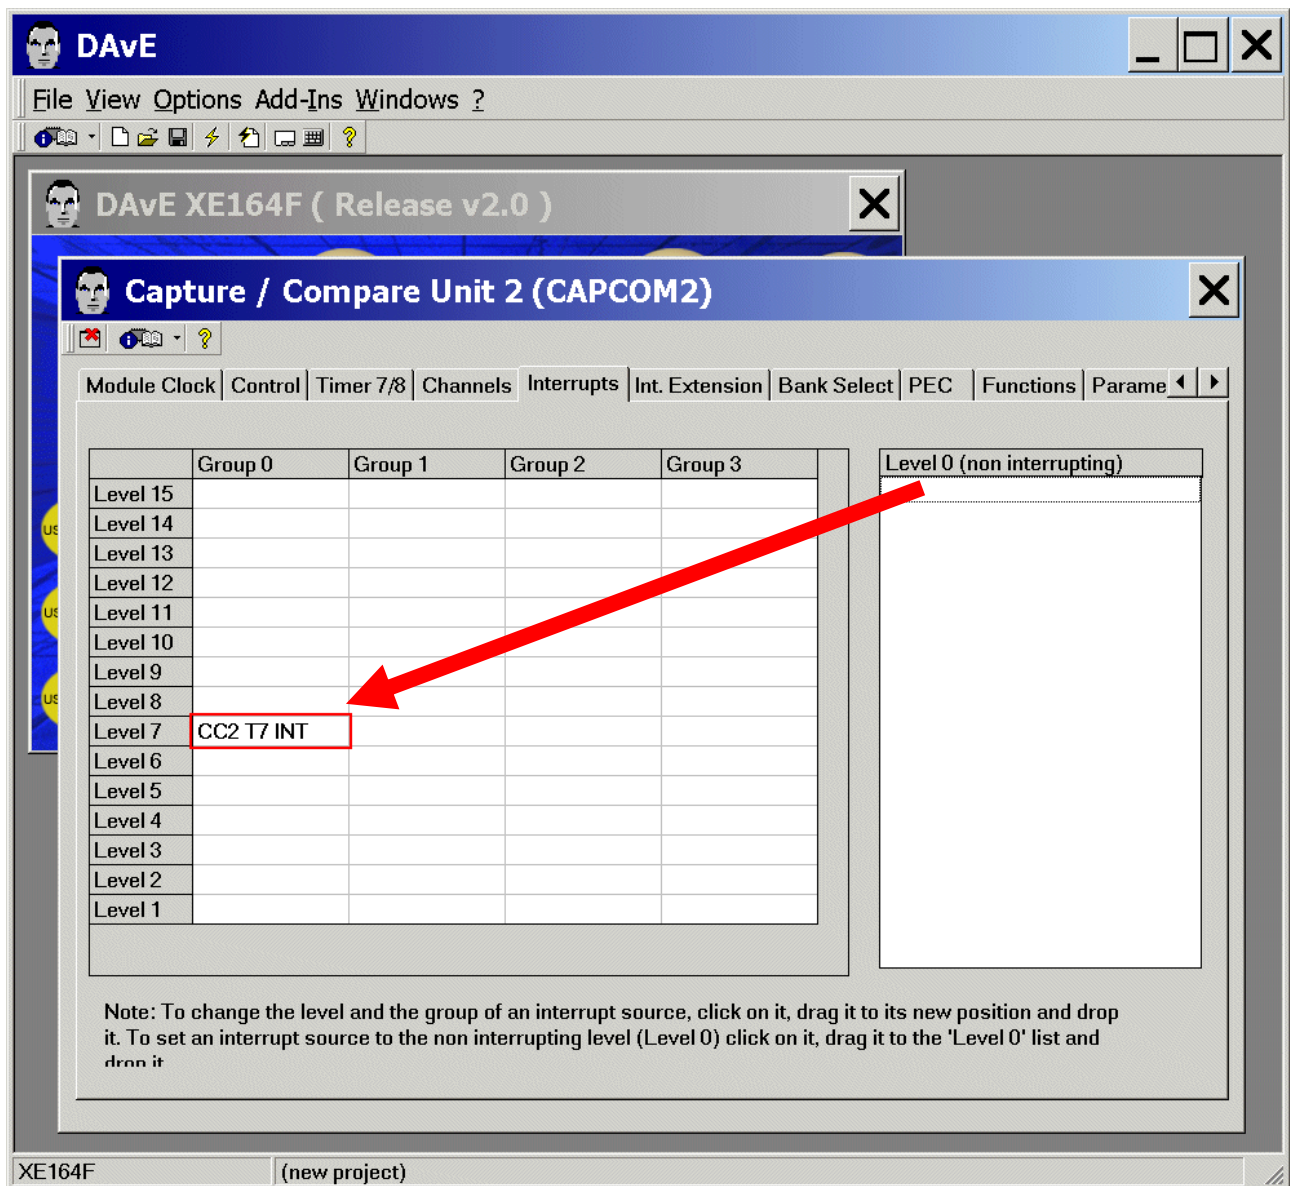 DAvE
File View Options Add-Ins Windows ?
DAvE XE164F ( Release v2.0 )
Capture / Compare Unit 2 (CAPCOM2)
Module Clock Control Timer 7/8 Channels Interrupts Int. Extension Bank Select PEC Functions Parame
Group 0 Group 1 Group 2 Group 3 Level 0 (non interrupting)
Level 15
Level 14
Level 13
Level 12
Level 11
Level 10
Level 9
Level 8
Level 7 CC2 T7 INT
Level 6
Level 5
Level 4
Level 3
Level 2
Level 1
US
US
US
Note: To change the level and the group of an interrupt source, click on it, drag it to its new position and drop
it. To set an interrupt source to the non interrupting level (Level 0) click on it, drag it to the 'Level 0' list and
drop it
XE164F (new project)